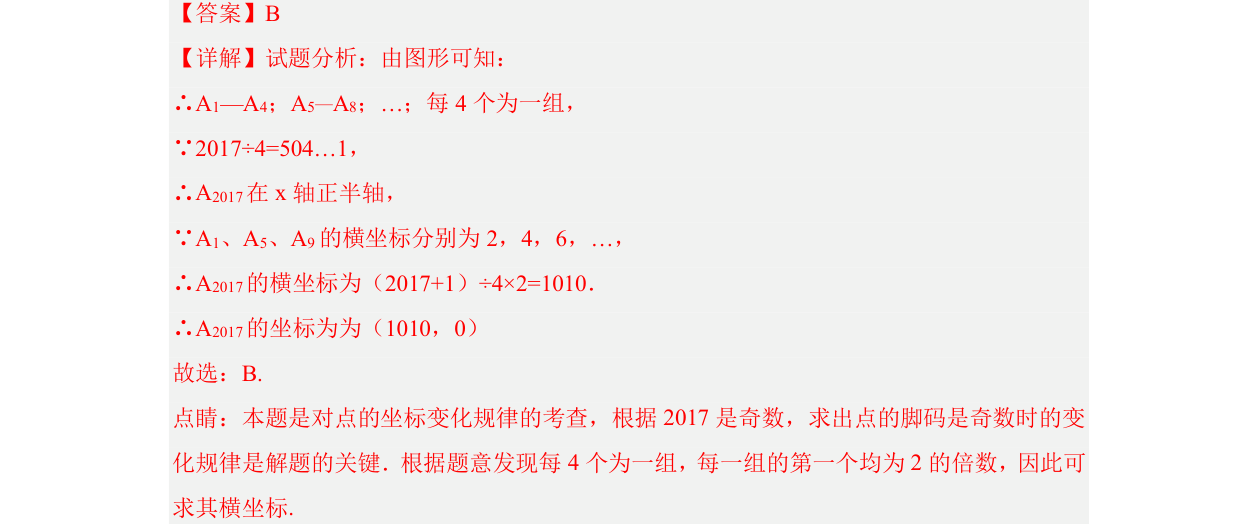 【答案】B
【详解】试题分析：由图形可知：
∴A1—A4；A5—A8；…；每 4 个为一组，
∵2017÷4=504…1，
∴A2017 在 x 轴正半轴，
∵A1、A5、A9 的横坐标分别为 2，4，6，…，
∴A2017 的横坐标为（2017+1）÷4×2=1010．
∴A2017 的坐标为为（1010，0）
故选：B.
点睛：本题是对点的坐标变化规律的考查，根据 2017 是奇数，求出点的脚码是奇数时的变
化规律是解题的关键．根据题意发现每 4 个为一组，每一组的第一个均为 2 的倍数，因此可
求其横坐标.